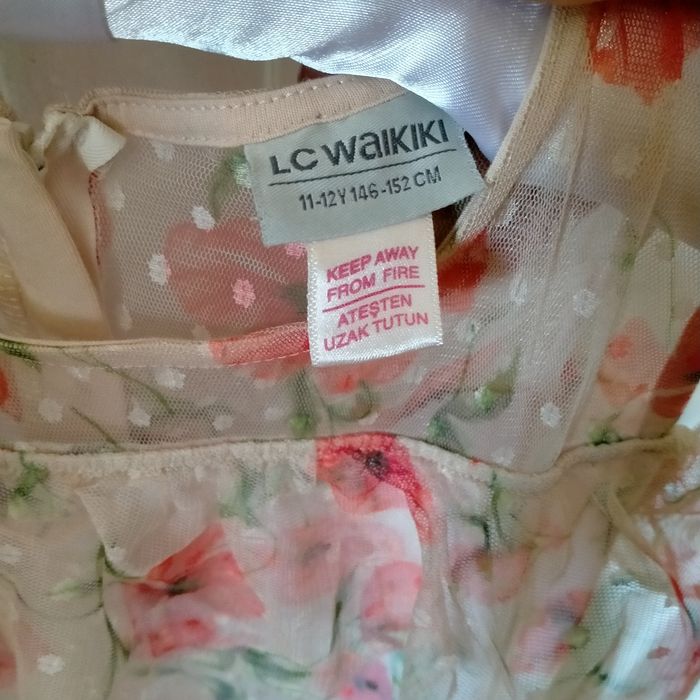 LC WaIKIKI
11-12Y 146-152 CM
KEEP AWAY
FROM FIRE
ATEŞTEN
UZAK TUTUN